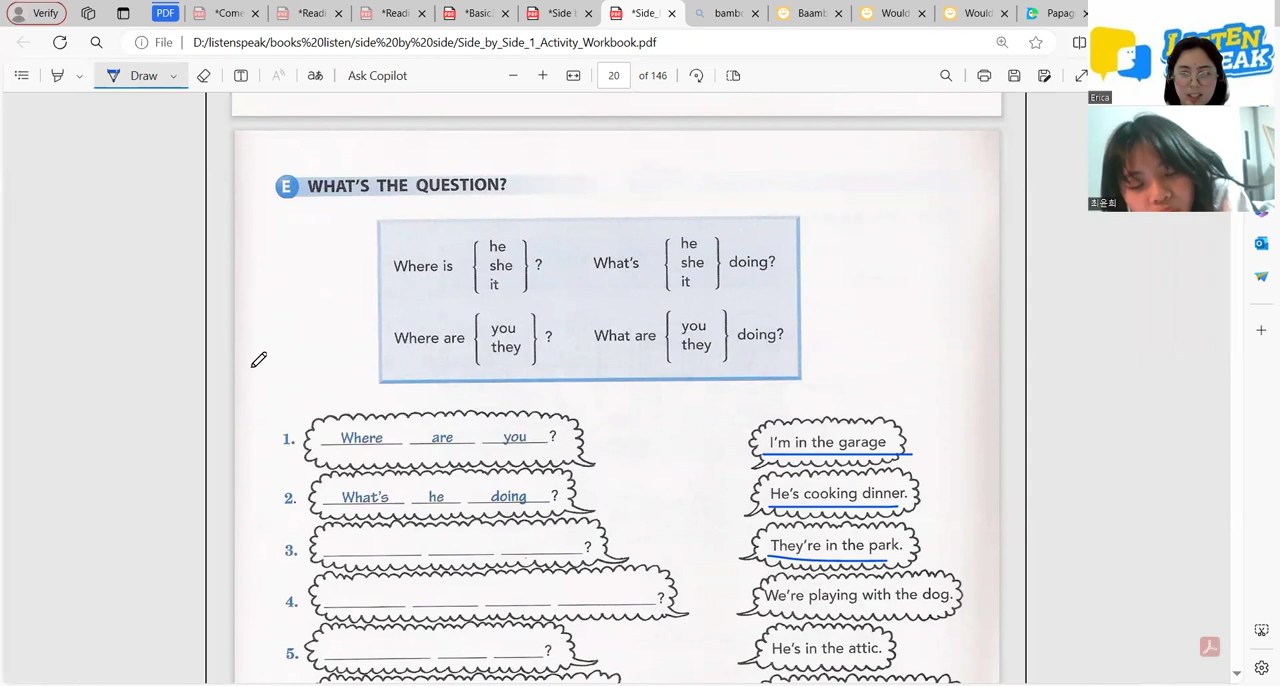 Verify
PDF
*Come
*Readi
*Readi
*Basic
*Side b
*Side_
bambo
Baamb
Would
Would
Papag
File
D:/listenspeak/books%20listen/side%20by%20side/Side_by_Side_1_Activity_Workbook.pdf
Draw
Ask Copilot
20
of 146
LISTEN
SPEAK
Erica
최윤희
E WHAT'S THE QUESTION?
Where is { he she it } ?
What's { he she it } doing?
Where are { you they } ?
What are { you they } doing?
1. Where are you ?
I'm in the garage
2. What's he doing ?
He's cooking dinner.
3. ?
They're in the park.
4. ?
We're playing with the dog.
5. ?
He's in the attic.